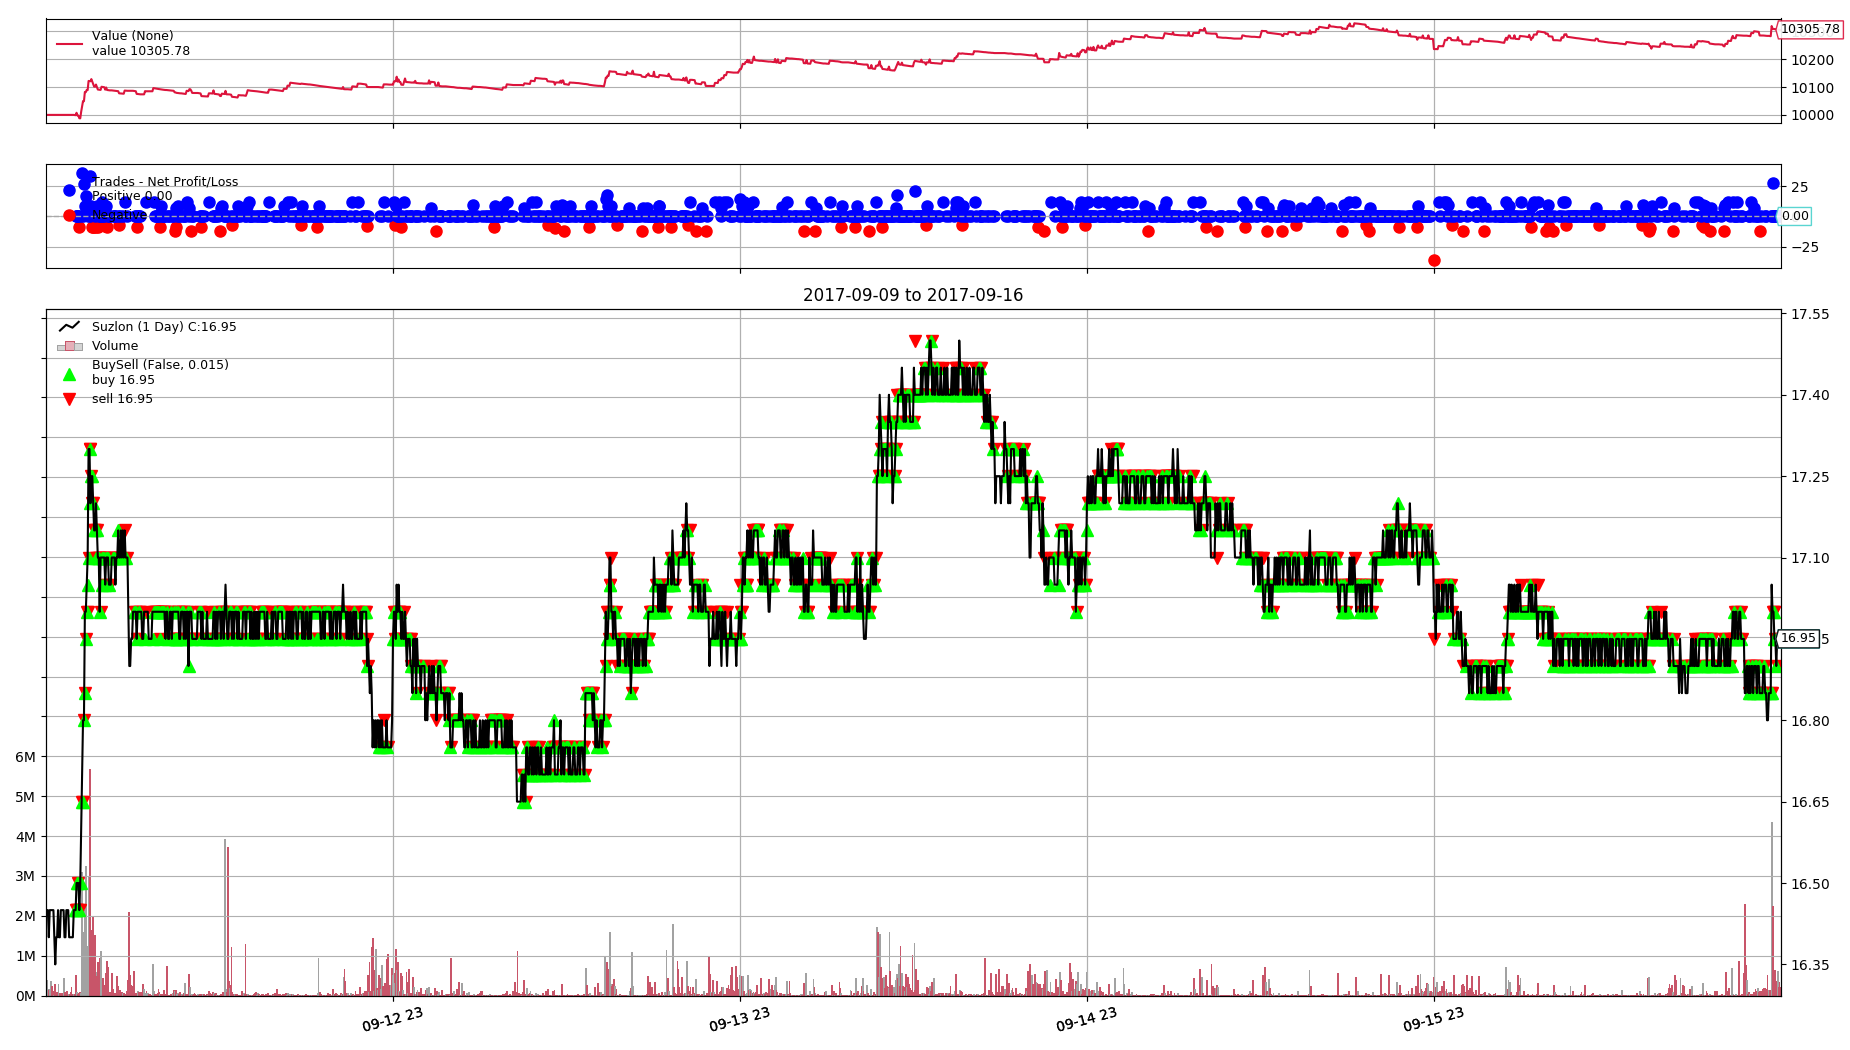 Value (None)
value 10305.78
10305.78
10200
10100
10000
Trades - Net Profit/Loss
Positive 0.00
Negative
25
0.00
−25
2017-09-09 to 2017-09-16
Suzlon (1 Day) C:16.95
Volume
BuySell (False, 0.015)
buy 16.95
sell 16.95
17.55
17.40
17.25
17.10
16.95
5
16.80
16.65
16.50
16.35
6M
5M
4M
3M
2M
1M
0M
09-12 23
09-13 23
09-14 23
09-15 23